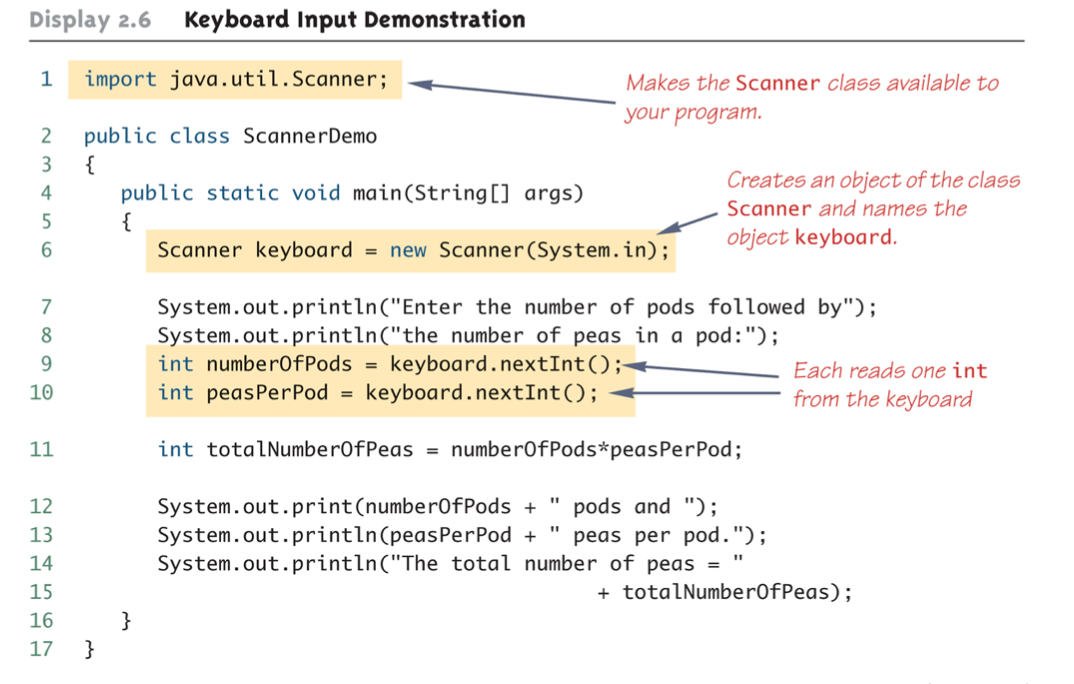 Display 2.6 Keyboard Input Demonstration
1 import java.util.Scanner;
Makes the Scanner class available to
your program.
2 public class ScannerDemo
3 {
4 public static void main(String[] args)
5 {
Creates an object of the class
Scanner and names the
object keyboard.
6 Scanner keyboard = new Scanner(System.in);
7 System.out.println("Enter the number of pods followed by");
8 System.out.println("the number of peas in a pod:");
9 int numberOfPods = keyboard.nextInt();
10 int peasPerPod = keyboard.nextInt();
Each reads one int
from the keyboard
11 int totalNumberOfPeas = numberOfPods*peasPerPod;
12 System.out.print(numberOfPods + " pods and ");
13 System.out.println(peasPerPod + " peas per pod.");
14 System.out.println("The total number of peas = "
15 + totalNumberOfPeas);
16 }
17 }